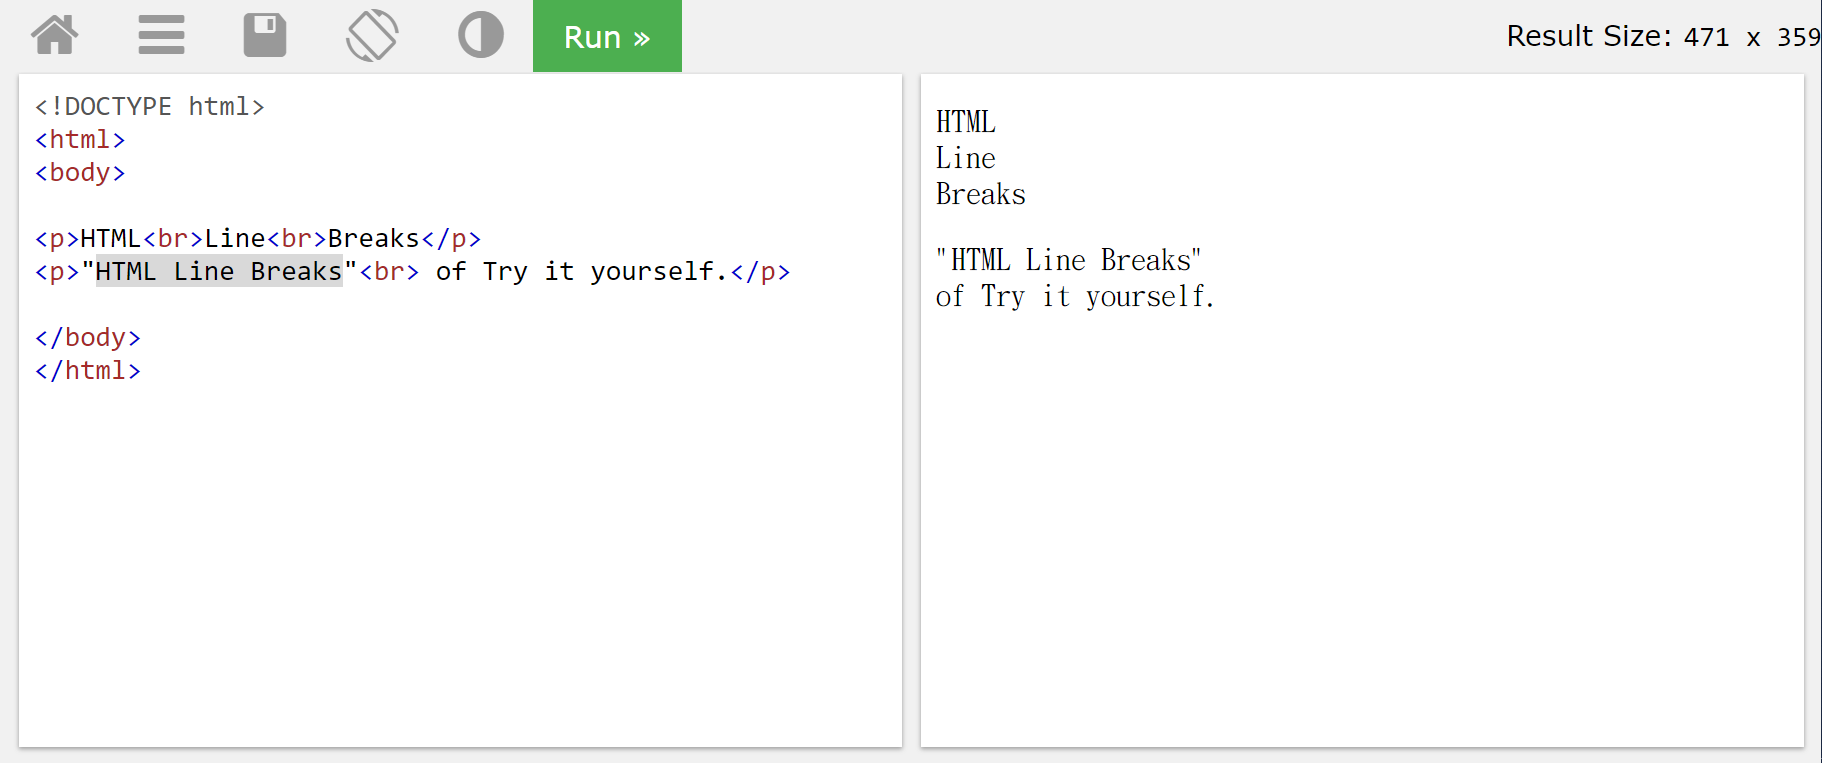 Run »
Result Size: 471 x 359
<!DOCTYPE html>
<html>
<body>
<p>HTML<br>Line<br>Breaks</p>
<p>"HTML Line Breaks"<br> of Try it yourself.</p>
</body>
</html>
HTML
Line
Breaks
"HTML Line Breaks"
of Try it yourself.